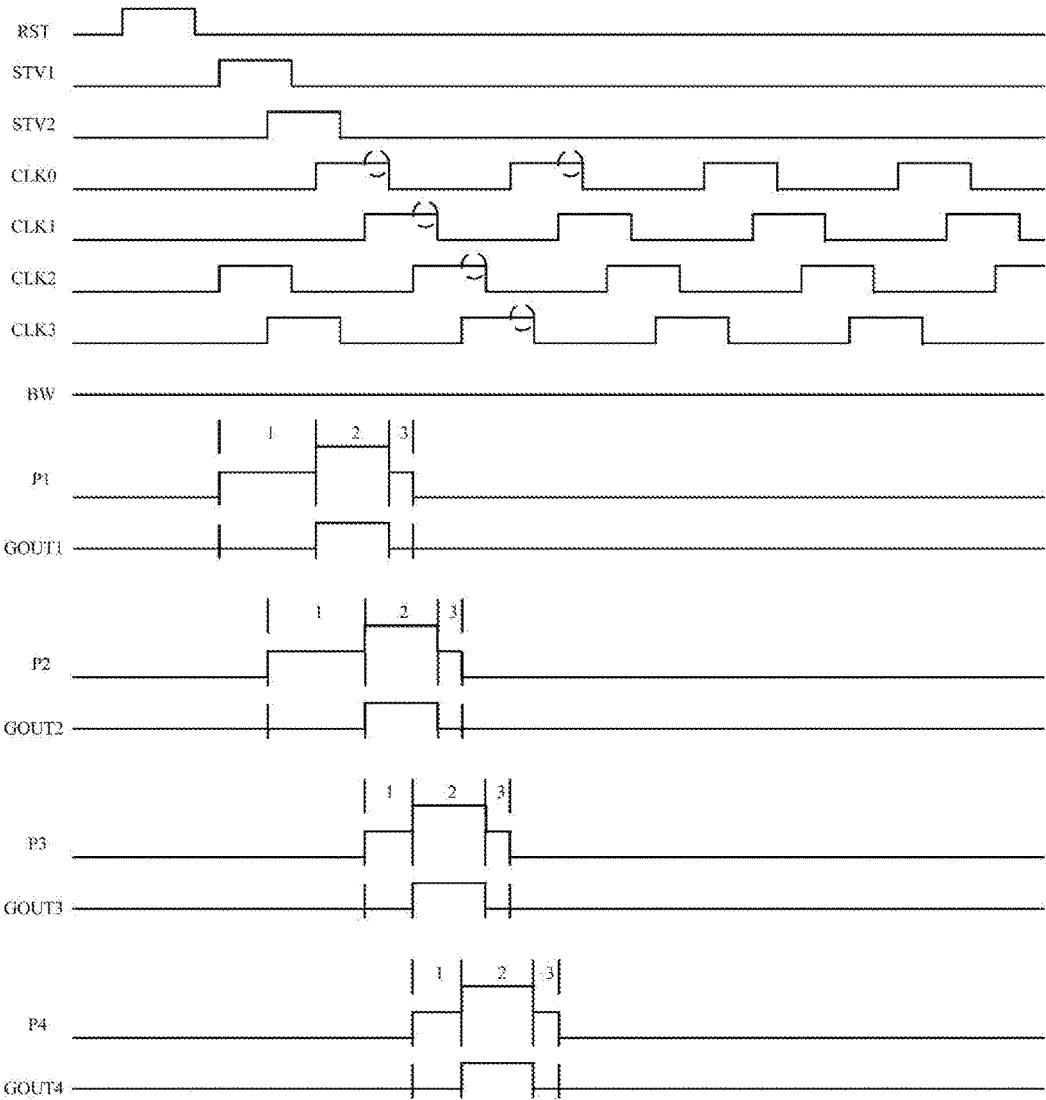 RST
STV1
STV2
CLK0
CLK1
CLK2
CLK3
BW
1 2 3
P1
GOUT1
1 2 3
P2
GOUT2
1 2 3
P3
GOUT3
1 2 3
P4
GOUT4